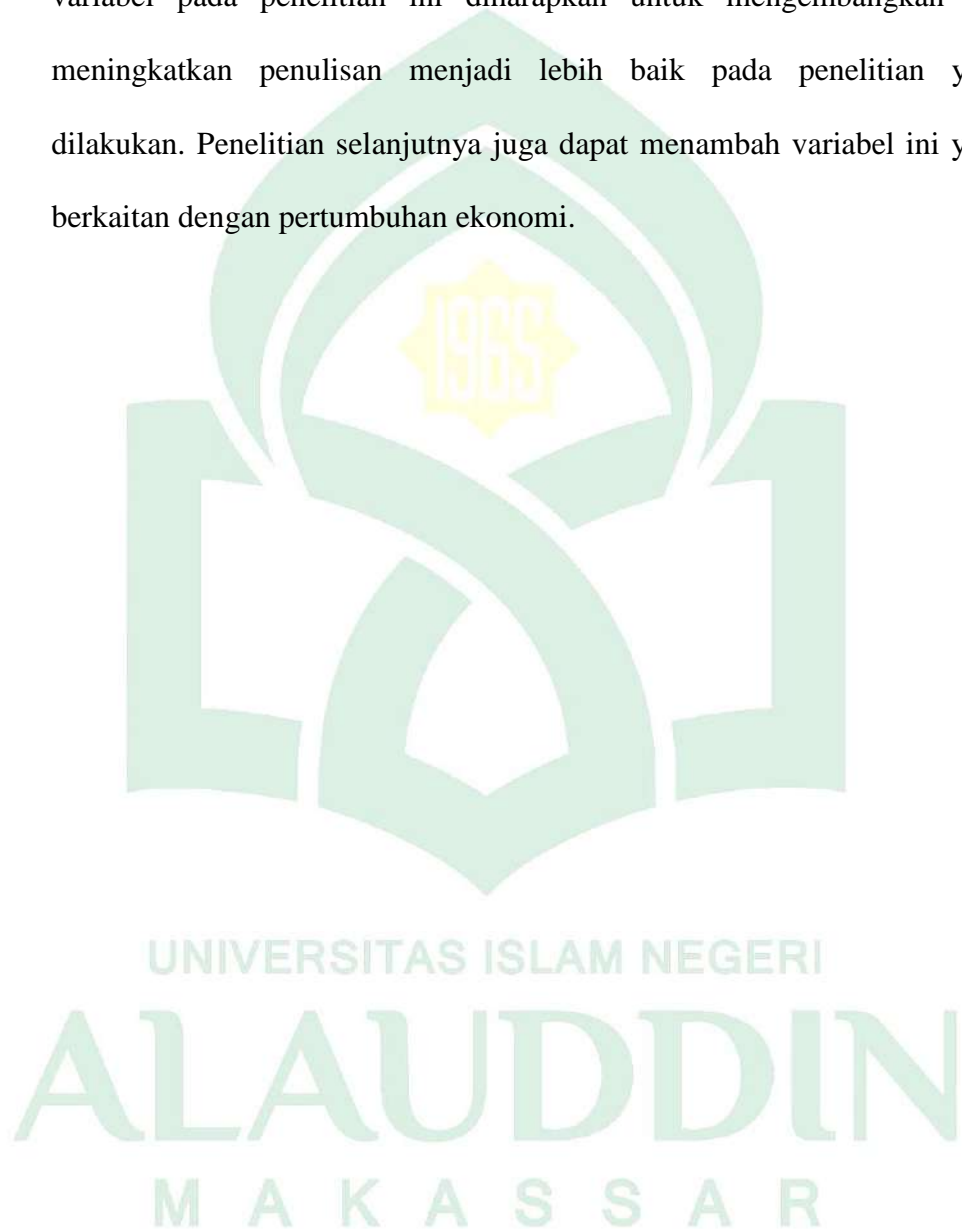 variabel pada penelitian ini diharapkan untuk mengembangkan
meningkatkan penulisan menjadi lebih baik pada penelitian y
dilakukan. Penelitian selanjutnya juga dapat menambah variabel ini y
berkaitan dengan pertumbuhan ekonomi.
1965
UNIVERSITAS ISLAM NEGERI
ALAUDDIN
MAKASSAR